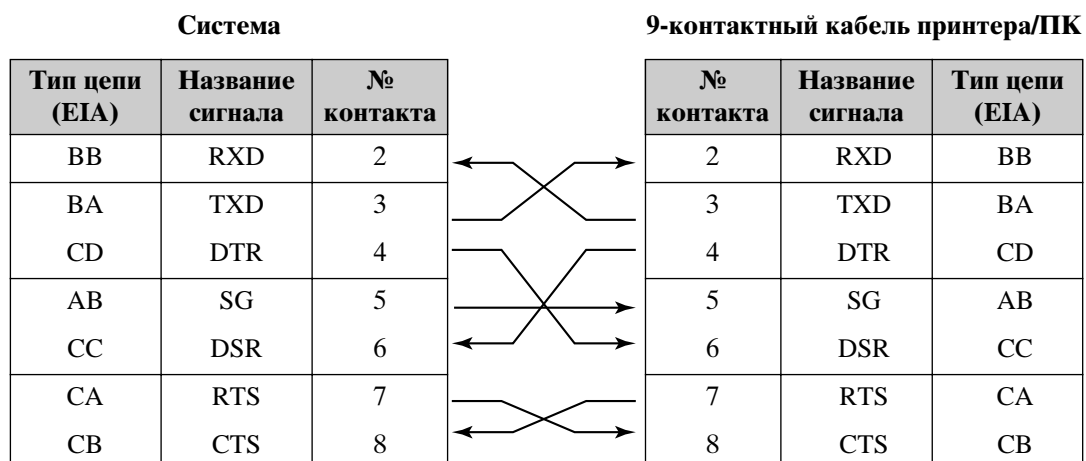 Система 9-контактный кабель принтера/ПК
Тип цепи Название № № Название Тип цепи
(EIA) сигнала контакта контакта сигнала (EIA)
BB RXD 2 2 RXD BB
BA TXD 3 3 TXD BA
CD DTR 4 4 DTR CD
AB SG 5 5 SG AB
CC DSR 6 6 DSR CC
CA RTS 7 7 RTS CA
CB CTS 8 8 CTS CB